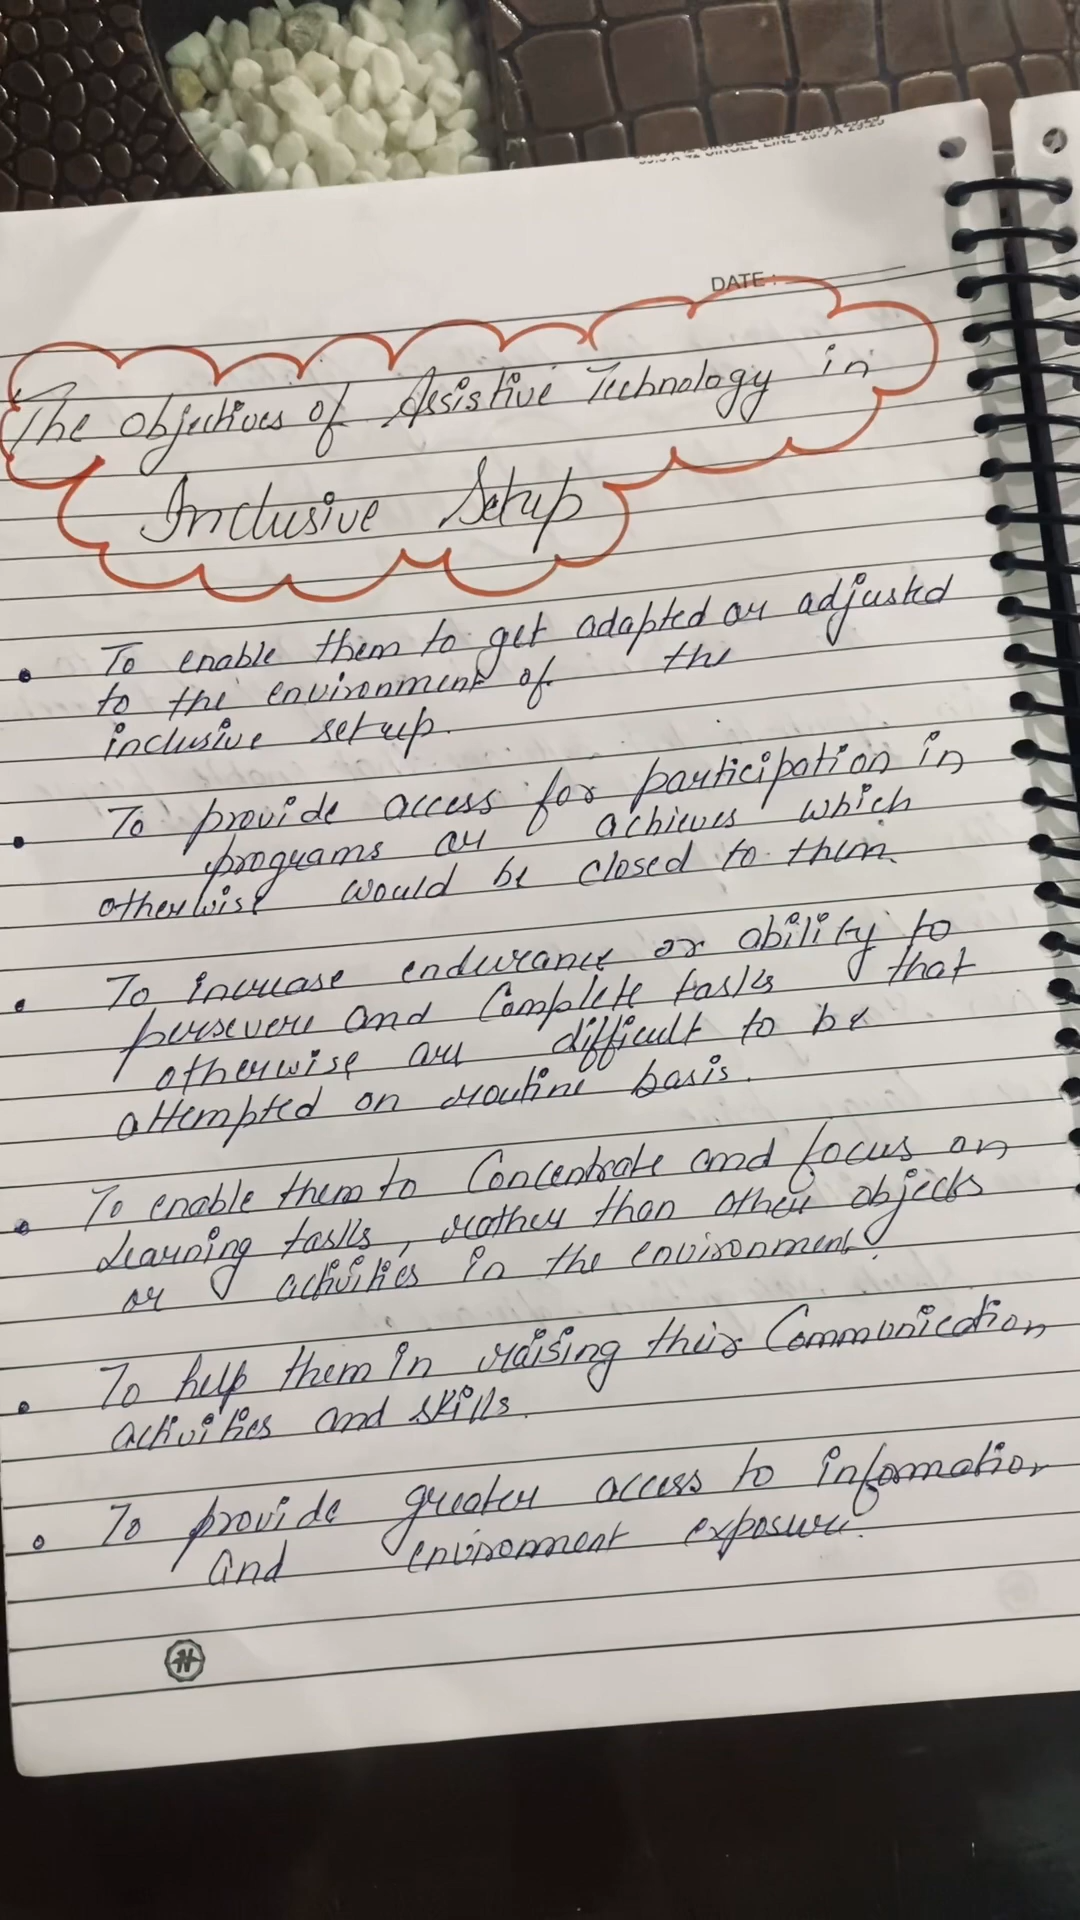 DATE :
The Objectives of Assistive Technology in
Inclusive Setup
• To enable them to get adapted or adjusted
to the environment of the
inclusive setup.
• To provide access for participation in
programs or achieves which
otherwise would be closed to them.
• To increase endurance or ability to
persevere and Complete tasks that
otherwise are difficult to be
attempted on routine basis.
• To enable them to Concentrate and focus on
learning tasks, rather than other objects
or activities in the environment.
• To help them in raising their Communication
activities and skills.
• To provide greater access to information
and environment exposure.